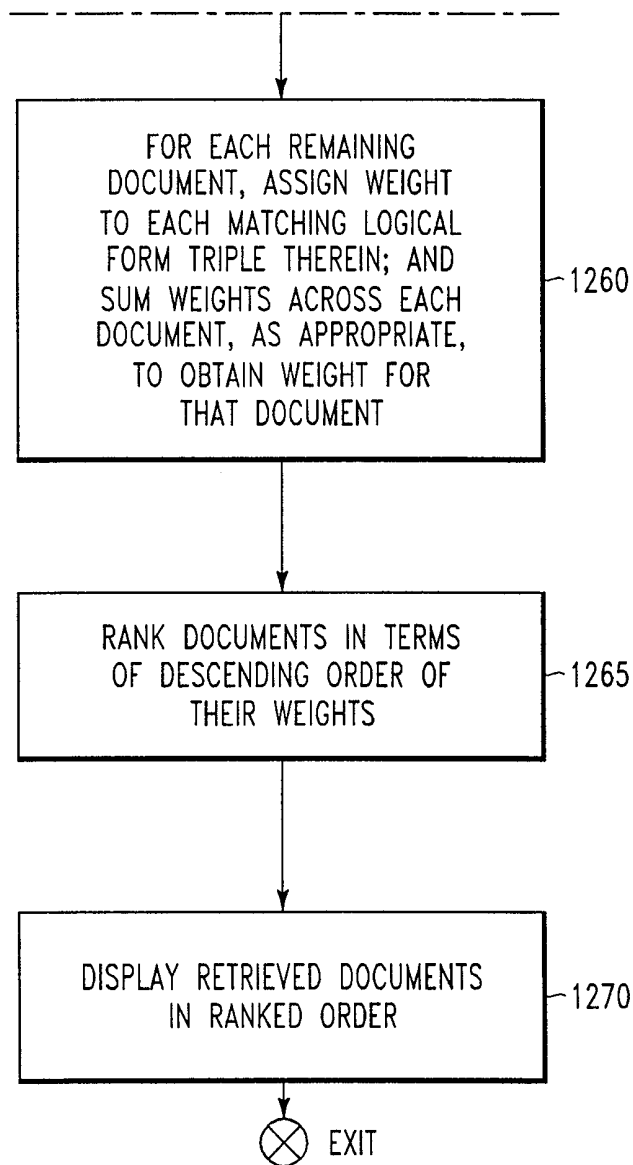 FOR EACH REMAINING
DOCUMENT, ASSIGN WEIGHT
TO EACH MATCHING LOGICAL
FORM TRIPLE THEREIN; AND
SUM WEIGHTS ACROSS EACH
DOCUMENT, AS APPROPRIATE,
TO OBTAIN WEIGHT FOR
THAT DOCUMENT
1260
RANK DOCUMENTS IN TERMS
OF DESCENDING ORDER OF
THEIR WEIGHTS
1265
DISPLAY RETRIEVED DOCUMENTS
IN RANKED ORDER
1270
EXIT